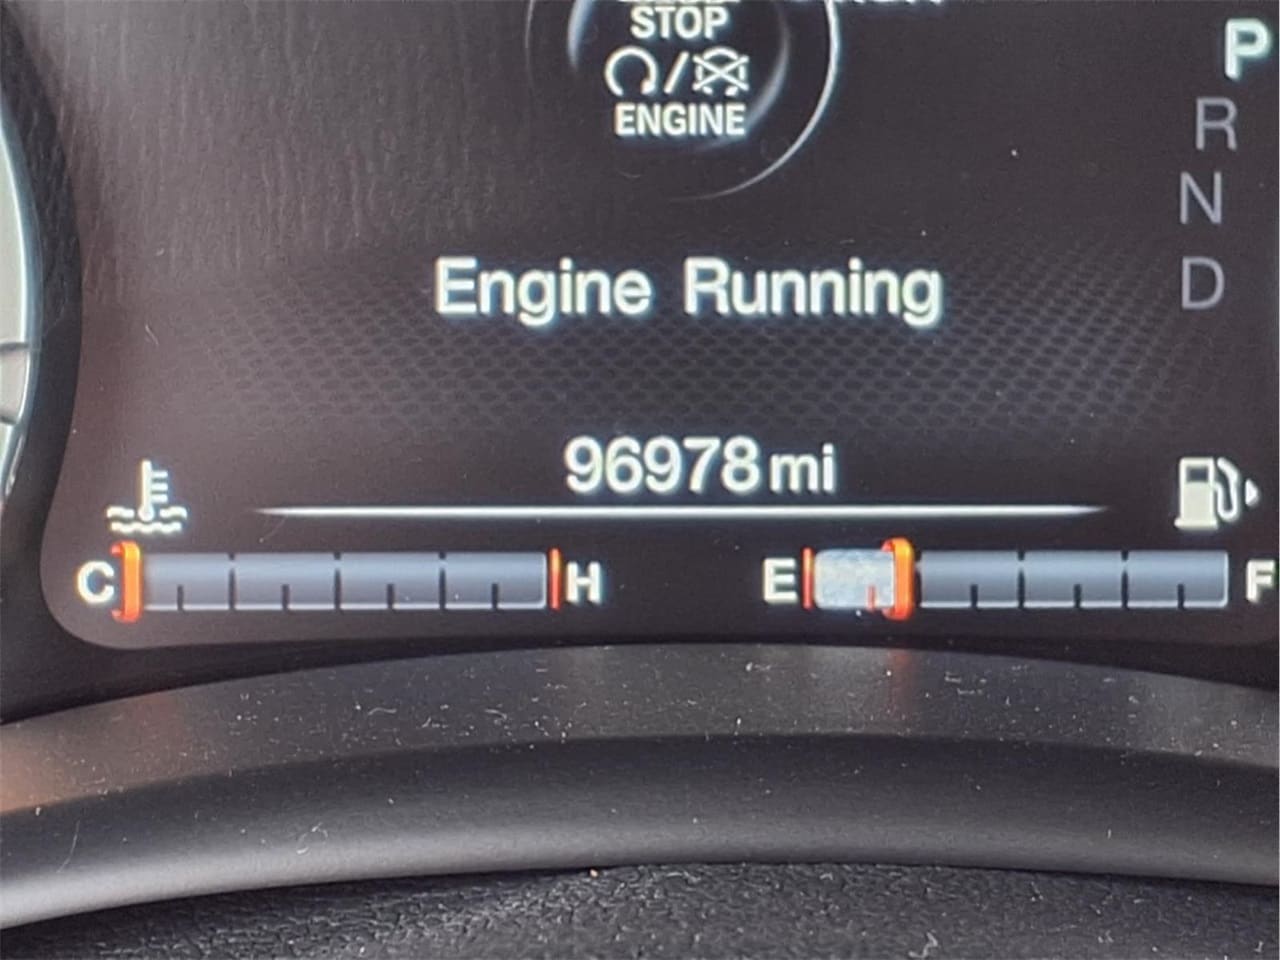 STOP
ENGINE
P
R
N
D
Engine Running
96978 mi
C H E F